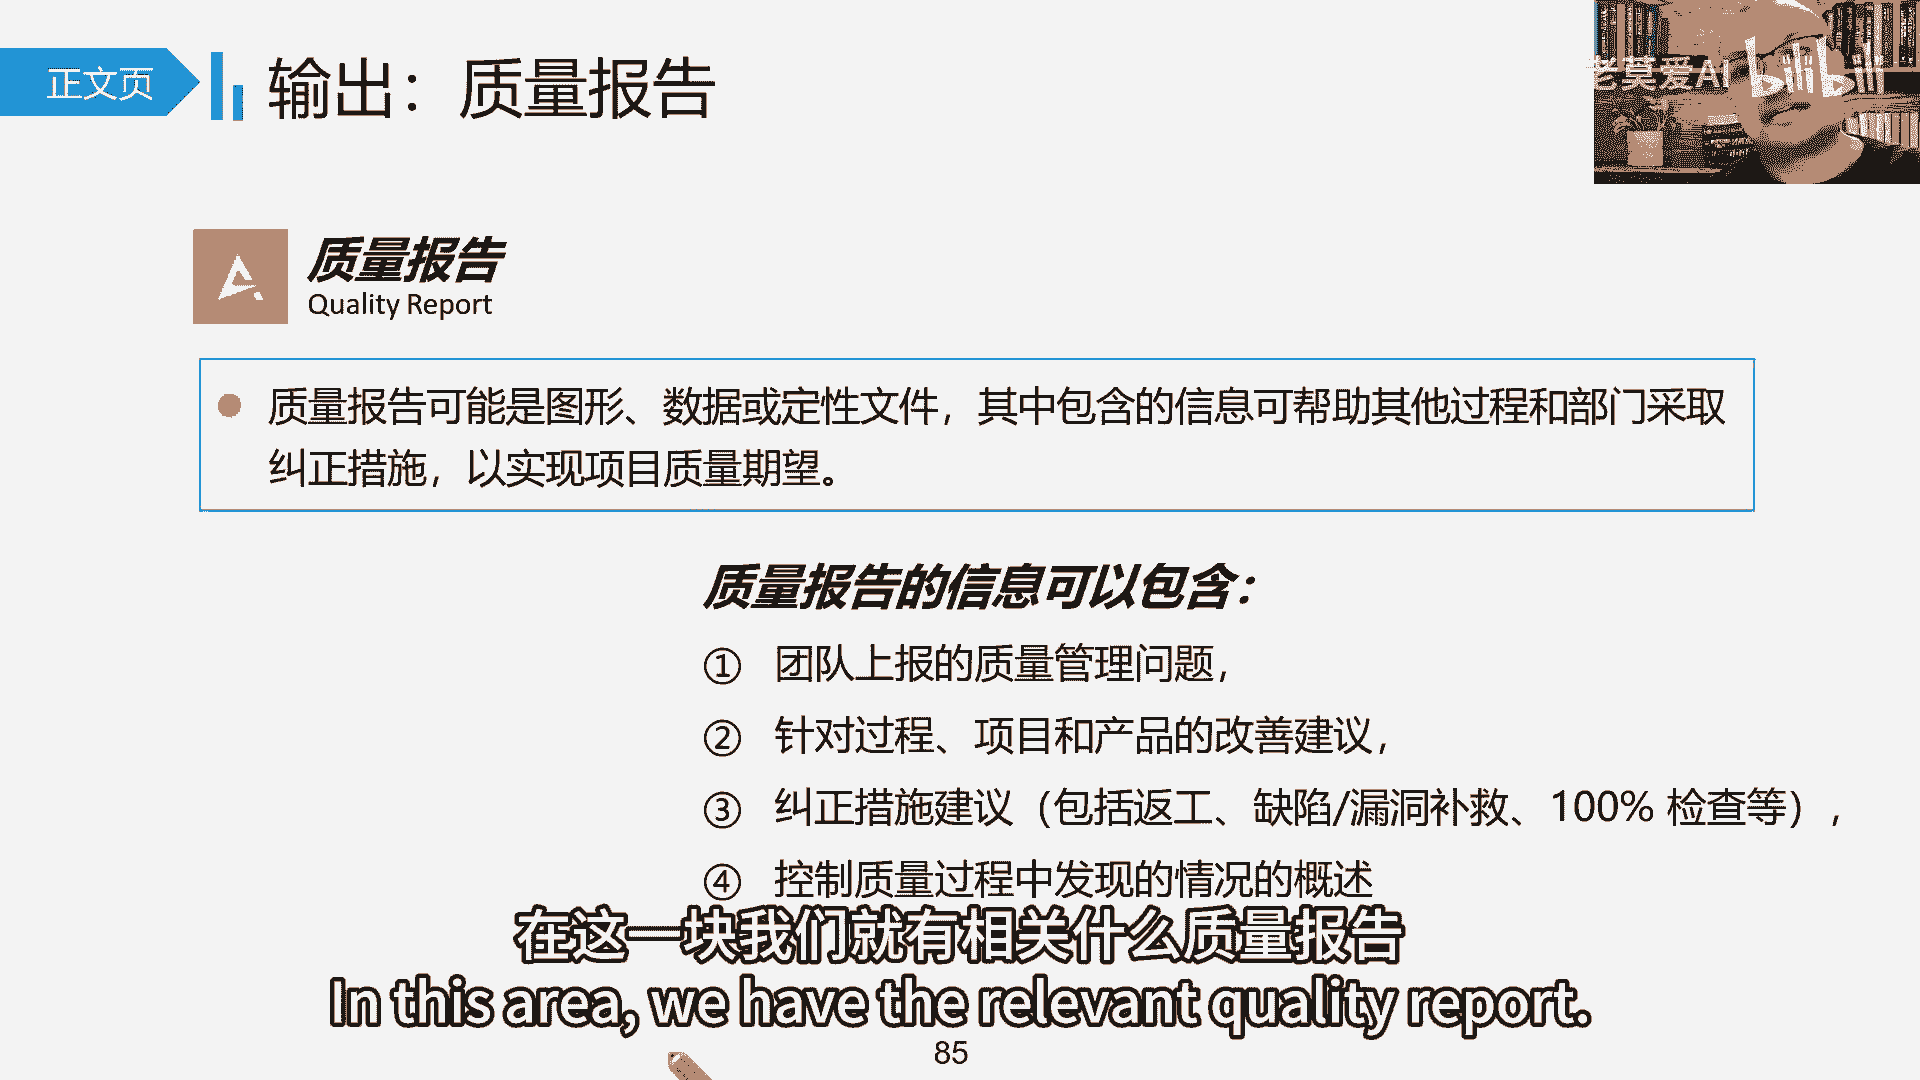 正文页
输出：质量报告
老莫爱AI
bilibili
质量报告
Quality Report
质量报告可能是图形、数据或定性文件，其中包含的信息可帮助其他过程和部门采取
纠正措施，以实现项目质量期望。
质量报告的信息可以包含：
① 团队上报的质量管理问题，
② 针对过程、项目和产品的改善建议，
③ 纠正措施建议（包括返工、缺陷/漏洞补救、100% 检查等），
④ 控制质量过程中发现的情况的概述
在这一块我们就有相关什么质量报告
In this area, we have the relevant quality report.
85